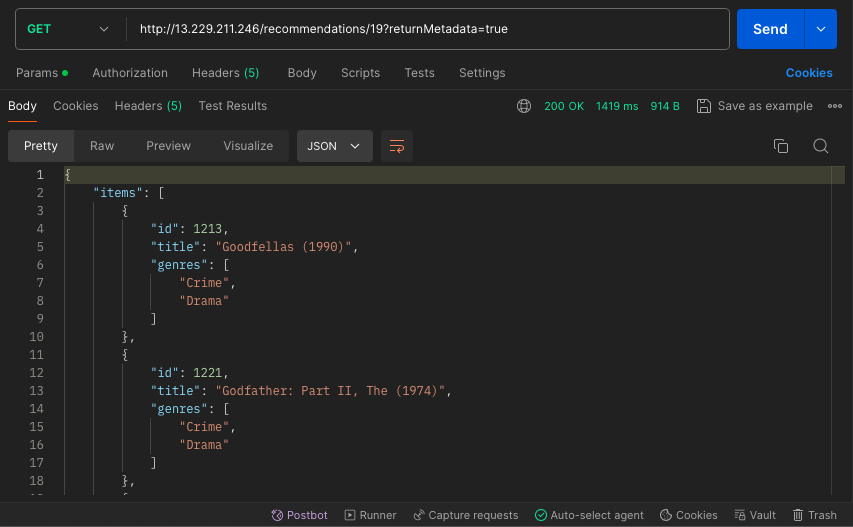 GET http://13.229.211.246/recommendations/19?returnMetadata=true Send
Params Authorization Headers (5) Body Scripts Tests Settings Cookies
Body Cookies Headers (5) Test Results 200 OK 1419 ms 914 B Save as example
Pretty Raw Preview Visualize JSON
1 {
2 "items": [
3 {
4 "id": 1213,
5 "title": "Goodfellas (1990)",
6 "genres": [
7 "Crime",
8 "Drama"
9 ]
10 },
11 {
12 "id": 1221,
13 "title": "Godfather: Part II, The (1974)",
14 "genres": [
15 "Crime",
16 "Drama"
17 ]
18 },
Postbot Runner Capture requests Auto-select agent Cookies Vault Trash